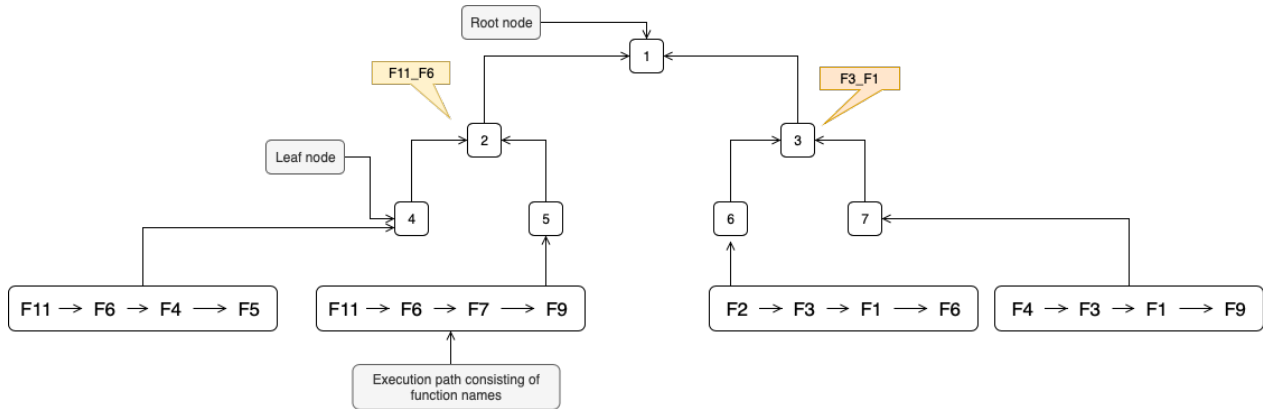 Root node
1
F11_F6
F3_F1
2
3
Leaf node
4
5
6
7
F11 → F6 → F4 → F5
F11 → F6 → F7 → F9
F2 → F3 → F1 → F6
F4 → F3 → F1 → F9
Execution path consisting of
function names